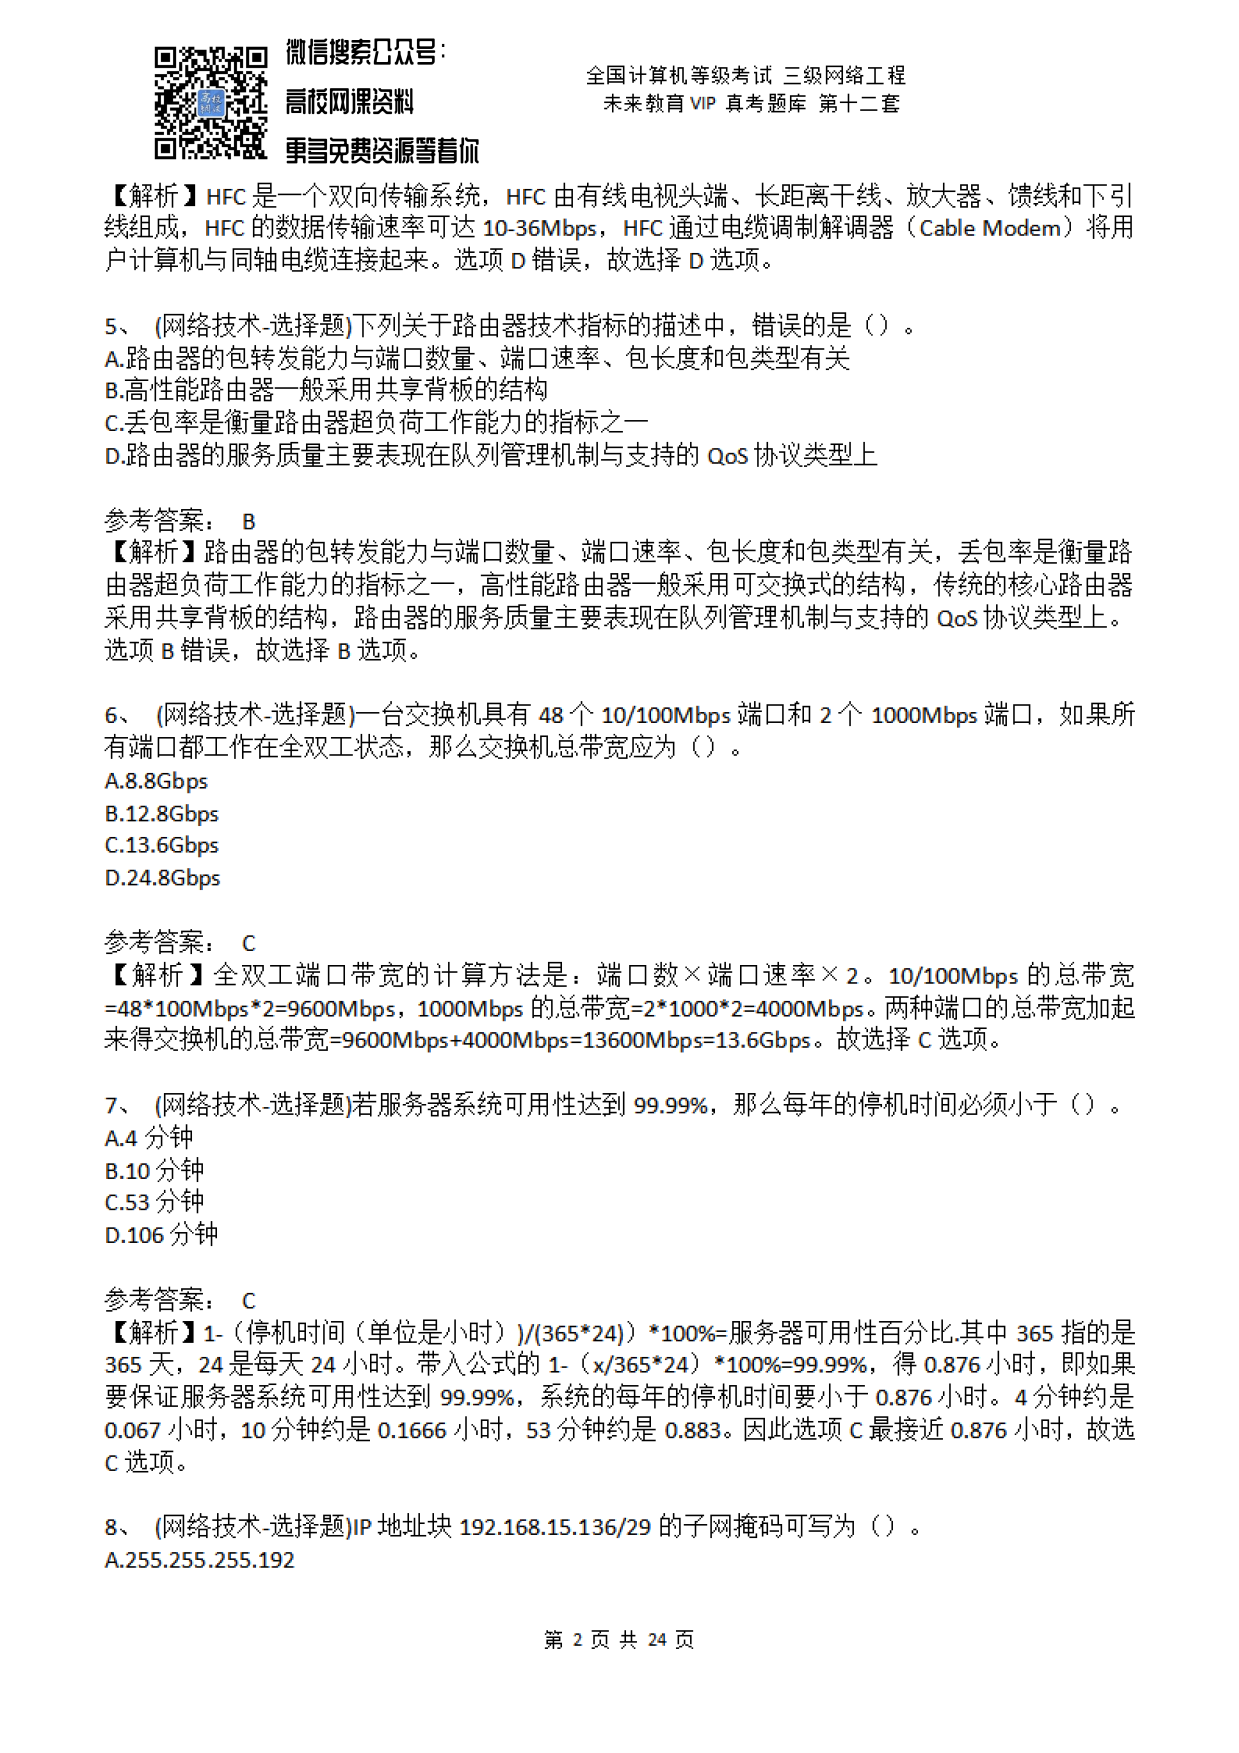 微信搜索公众号：
高校网课资料
更多免费资源等着你
全国计算机等级考试 三级网络工程
未来教育 VIP 真考题库 第十二套
【解析】HFC 是一个双向传输系统，HFC 由有线电视头端、长距离干线、放大器、馈线和下引
线组成，HFC 的数据传输速率可达 10-36Mbps，HFC 通过电缆调制解调器（Cable Modem）将用
户计算机与同轴电缆连接起来。选项 D 错误，故选择 D 选项。
5、 (网络技术-选择题)下列关于路由器技术指标的描述中，错误的是（）。
A.路由器的包转发能力与端口数量、端口速率、包长度和包类型有关
B.高性能路由器一般采用共享背板的结构
C.丢包率是衡量路由器超负荷工作能力的指标之一
D.路由器的服务质量主要表现在队列管理机制与支持的 QoS 协议类型上
参考答案： B
【解析】路由器的包转发能力与端口数量、端口速率、包长度和包类型有关，丢包率是衡量路
由器超负荷工作能力的指标之一，高性能路由器一般采用可交换式的结构，传统的核心路由器
采用共享背板的结构，路由器的服务质量主要表现在队列管理机制与支持的 QoS 协议类型上。
选项 B 错误，故选择 B 选项。
6、 (网络技术-选择题)一台交换机具有 48 个 10/100Mbps 端口和 2 个 1000Mbps 端口，如果所
有端口都工作在全双工状态，那么交换机总带宽应为（）。
A.8.8Gbps
B.12.8Gbps
C.13.6Gbps
D.24.8Gbps
参考答案： C
【解析】全双工端口带宽的计算方法是：端口数×端口速率×2。10/100Mbps 的总带宽
=48*100Mbps*2=9600Mbps，1000Mbps 的总带宽=2*1000*2=4000Mbps。两种端口的总带宽加起
来得交换机的总带宽=9600Mbps+4000Mbps=13600Mbps=13.6Gbps。故选择 C 选项。
7、 (网络技术-选择题)若服务器系统可用性达到 99.99%，那么每年的停机时间必须小于（）。
A.4 分钟
B.10 分钟
C.53 分钟
D.106 分钟
参考答案： C
【解析】1-（停机时间（单位是小时）)/(365*24)）*100%=服务器可用性百分比.其中 365 指的是
365 天，24 是每天 24 小时。带入公式的 1-（x/365*24）*100%=99.99%，得 0.876 小时，即如果
要保证服务器系统可用性达到 99.99%，系统的每年的停机时间要小于 0.876 小时。4 分钟约是
0.067 小时，10 分钟约是 0.1666 小时，53 分钟约是 0.883。因此选项 C 最接近 0.876 小时，故选
C 选项。
8、 (网络技术-选择题)IP 地址块 192.168.15.136/29 的子网掩码可写为（）。
A.255.255.255.192
第 2 页 共 24 页